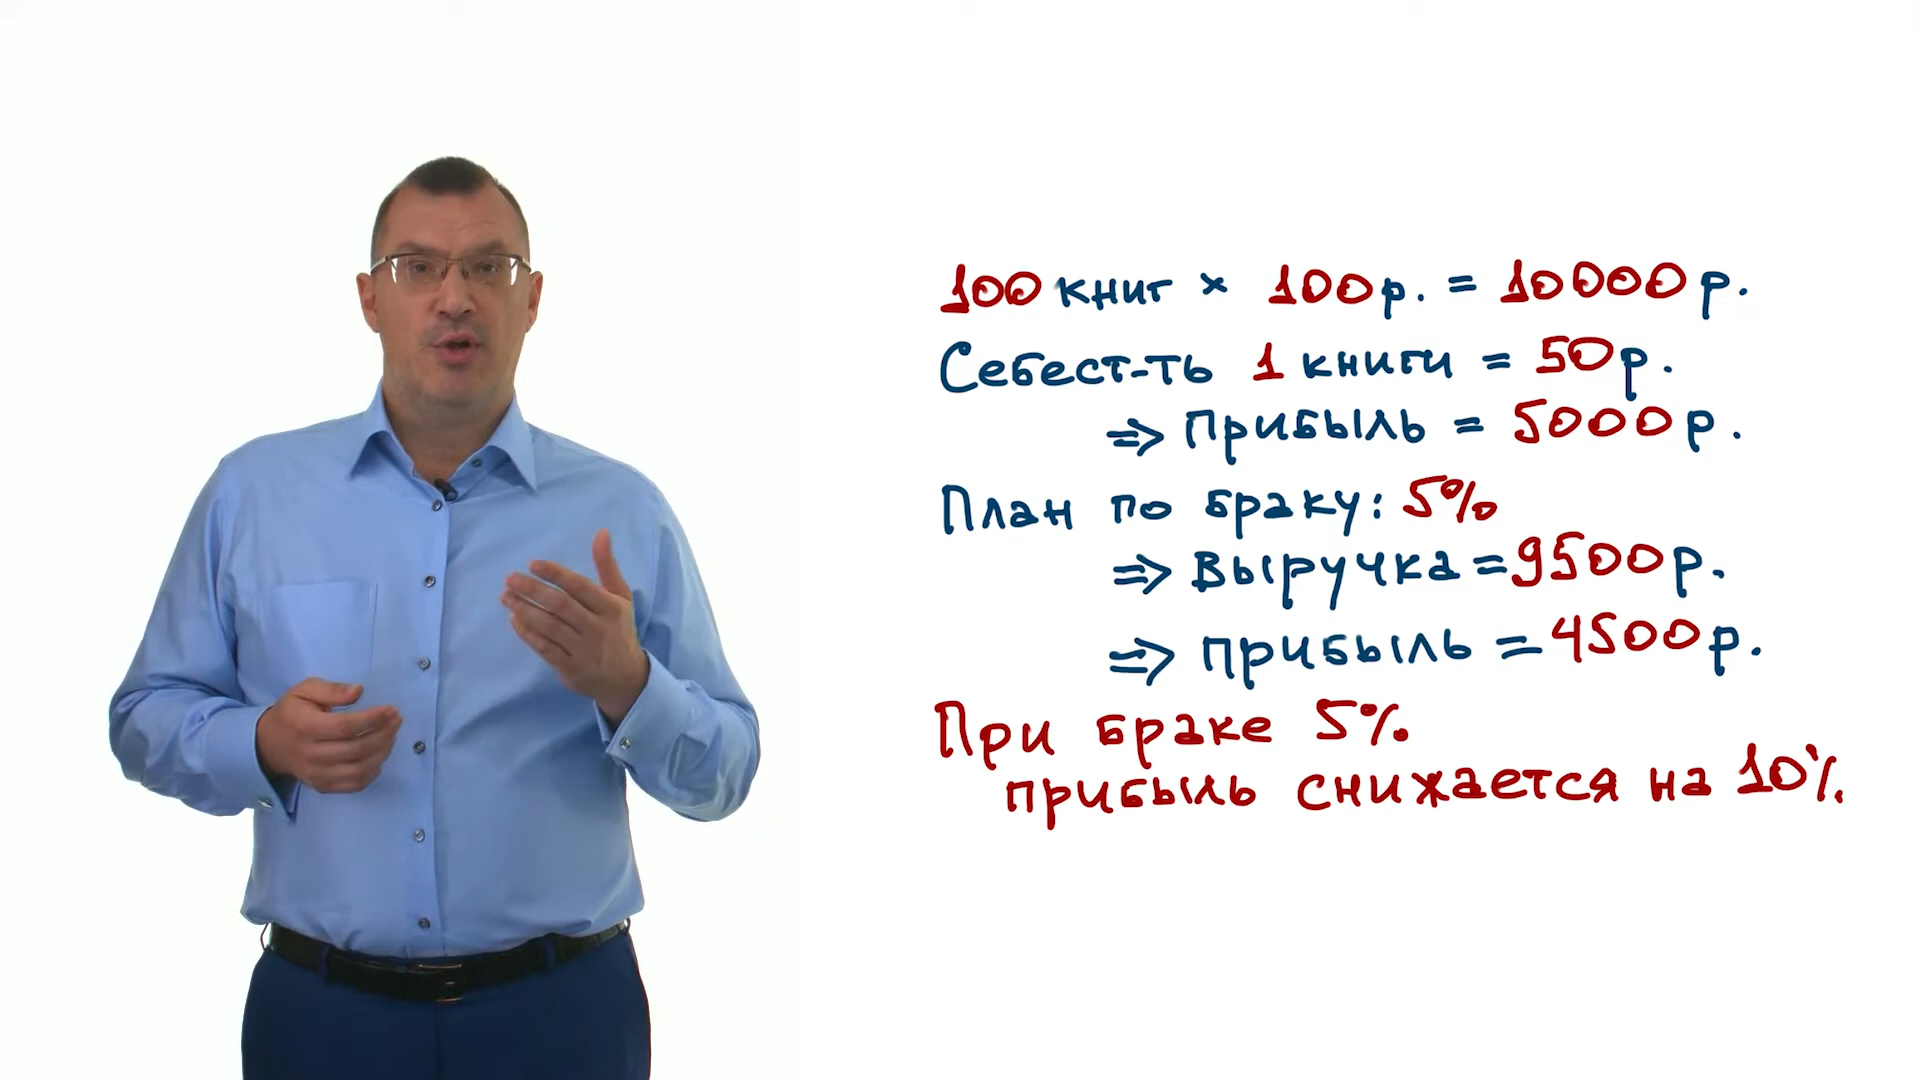 100 книг × 100р. = 10000р.
Себест-ть 1 книги = 50р.
⇒ Прибыль = 5000р.
План по браку: 5%
⇒ Выручка = 9500р.
⇒ прибыль = 4500р.
При браке 5%
прибыль снижается на 10%